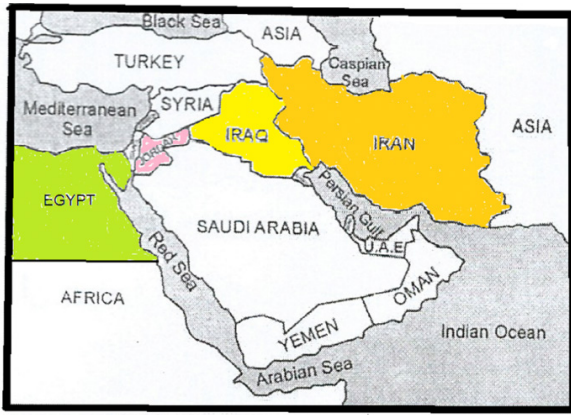 Black Sea
ASIA
TURKEY
Caspian
Sea
Mediterranean
Sea
SYRIA
ASIA
IRAQ
IRAN
JORDAN
EGYPT
Persian Gulf
SAUDI ARABIA
U.A.E
Red Sea
AFRICA
OMAN
YEMEN
Indian Ocean
Arabian Sea